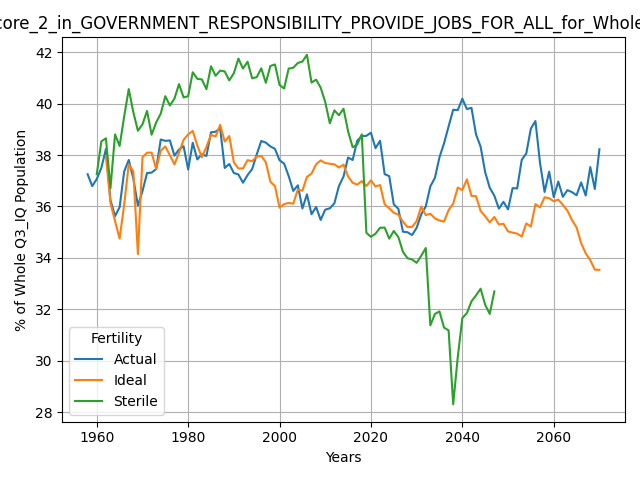 core_2_in_GOVERNMENT_RESPONSIBILITY_PROVIDE_JOBS_FOR_ALL_for_Whole
% of Whole Q3_IQ Population
42
40
38
36
34
32
30
28
Fertility
Actual
Ideal
Sterile
1960 1980 2000 2020 2040 2060
Years